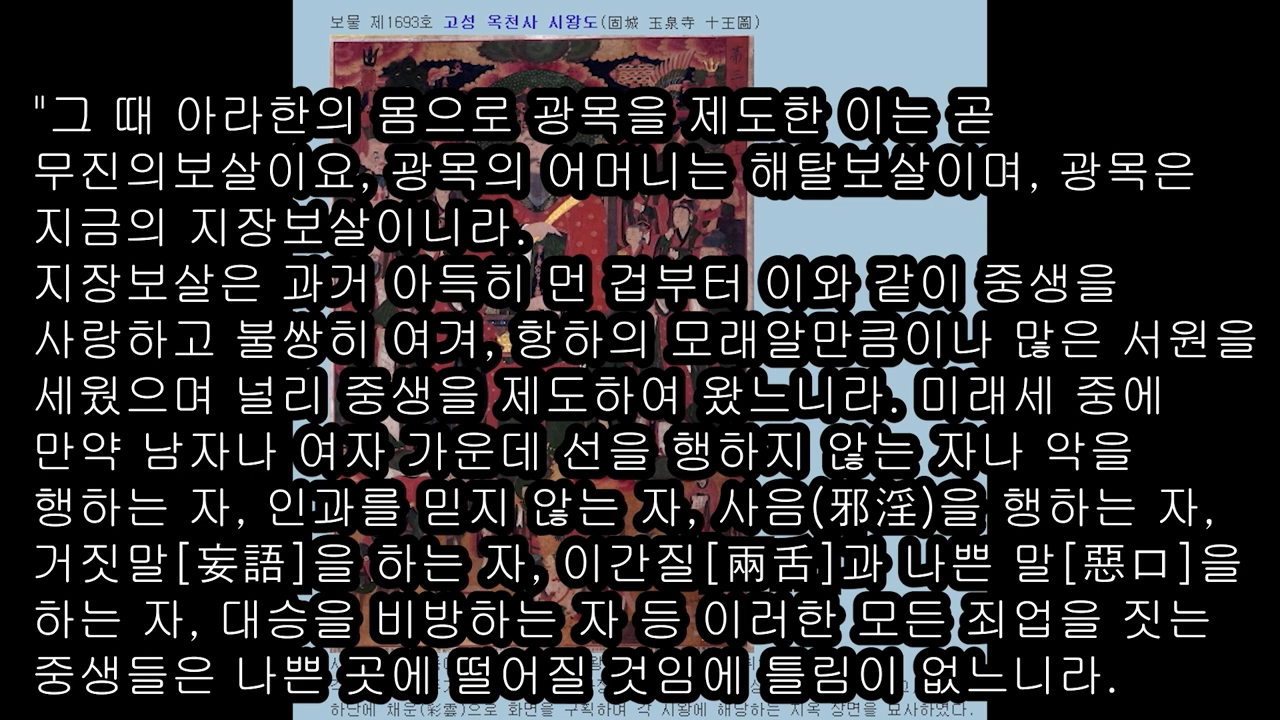 보물 제1693호 고성 옥천사 시왕도(固城 玉泉寺 十王圖)
"그 때 아라한의 몸으로 광목을 제도한 이는 곧
무진의보살이요, 광목의 어머니는 해탈보살이며, 광목은
지금의 지장보살이니라.
지장보살은 과거 아득히 먼 겁부터 이와 같이 중생을
사랑하고 불쌍히 여겨, 항하의 모래알만큼이나 많은 서원을
세웠으며 널리 중생을 제도하여 왔느니라. 미래세 중에
만약 남자나 여자 가운데 선을 행하지 않는 자나 악을
행하는 자, 인과를 믿지 않는 자, 사음(邪淫)을 행하는 자,
거짓말[妄語]을 하는 자, 이간질[兩舌]과 나쁜 말[惡口]을
하는 자, 대승을 비방하는 자 등 이러한 모든 죄업을 짓는
중생들은 나쁜 곳에 떨어질 것임에 틀림이 없느니라.
하단에 채운(彩雲)으로 화면을 구획하여 각 시왕에 해당하는 지옥 장면을 묘사하였다.